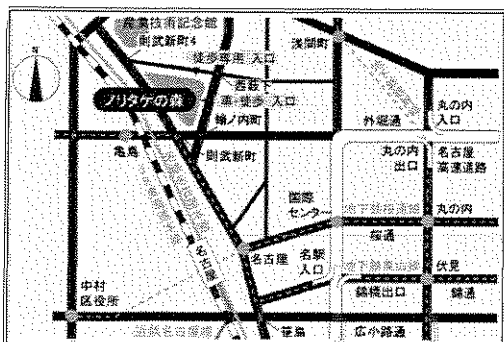 産業技術記念館
則武新町4
徒歩専用 入口
浅間町
車・徒歩 入口
ノリタケの森
丸の内
入口
外堀通
亀島
則武新町
丸の内
出口
名古屋
高速道路
国際
センター
丸の内
桜通
名古屋
名駅
入口
伏見
中村
区役所
錦橋出口
錦通
笹島
広小路通
N